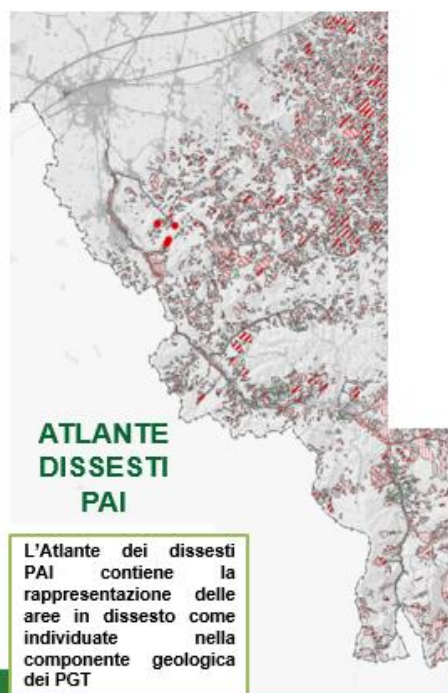 ATLANTE
DISSESTI
PAI
L'Atlante dei dissesti
PAI contiene la
rappresentazione delle
aree in dissesto come
individuate nella
componente geologica
dei PGT